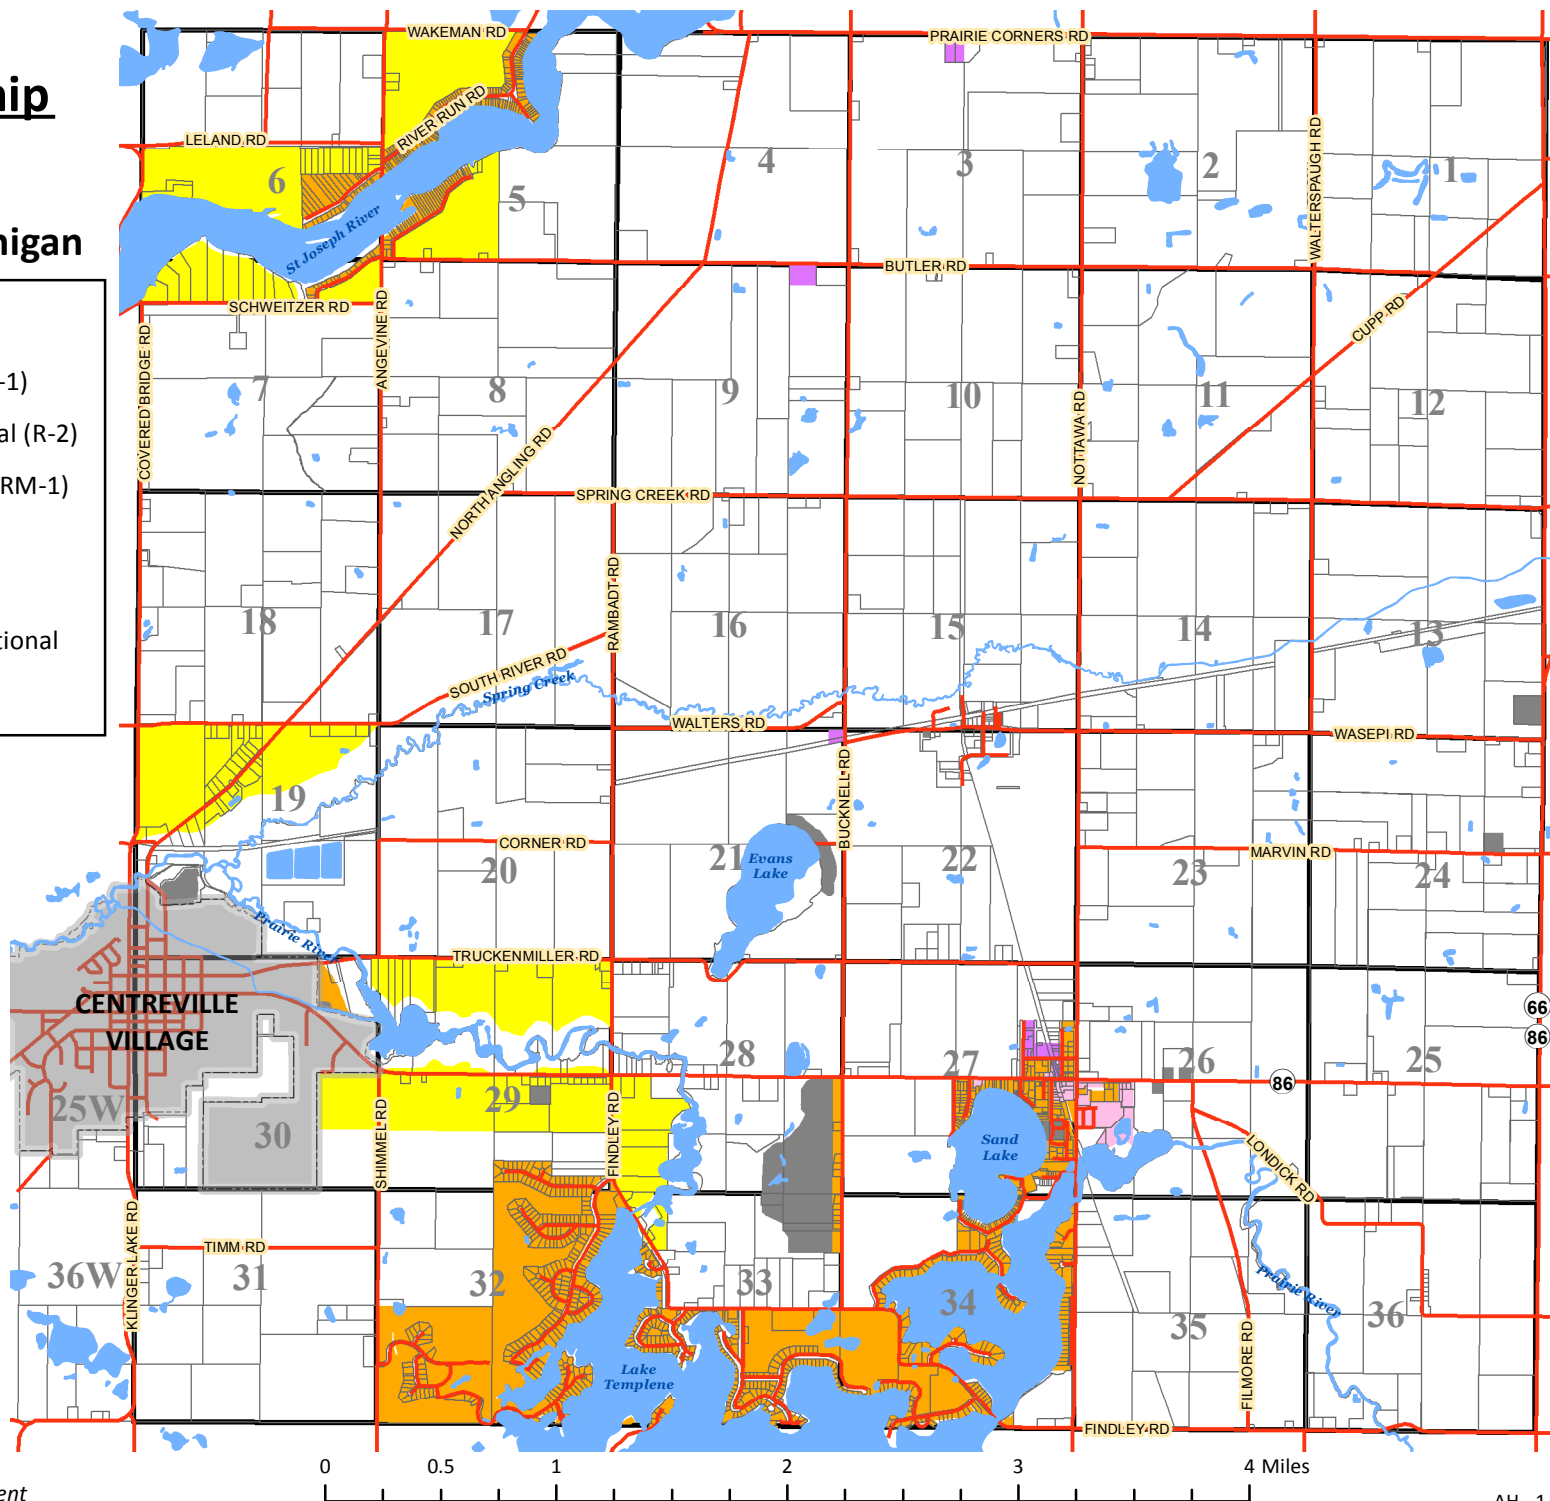 WAKEMAN RD
PRAIRIE CORNERS RD
hip
RIVER RUN RD
LELAND RD
WALTERSPAUGH RD
6
5
4
3
2
1
St Joseph River
higan
BUTLER RD
SCHWEITZER RD
ANGEVINE RD
COVERED BRIDGE RD
CUPP RD
-1)
7
8
9
10
11
12
al (R-2)
NOTTAWA RD
NORTH ANGLING RD
RM-1)
SPRING CREEK RD
RAMBADT RD
18
17
16
15
14
13
tional
SOUTH RIVER RD
Spring Creek
WALTERS RD
WASEPI RD
BUCKNELL RD
19
CORNER RD
20
21
Evans
Lake
22
23
MARVIN RD
24
Prairie River
TRUCKENMILLER RD
CENTREVILLE
VILLAGE
66
86
28
27
26
25
86
29
25W
30
SHIMMEL RD
FINDLEY RD
Sand
Lake
LONDICK RD
KLINGER LAKE RD
TIMM RD
36W
31
32
33
34
35
36
Prairie River
FILMORE RD
Lake
Templene
FINDLEY RD
0 0.5 1 2 3 4 Miles
ent
AH - 1